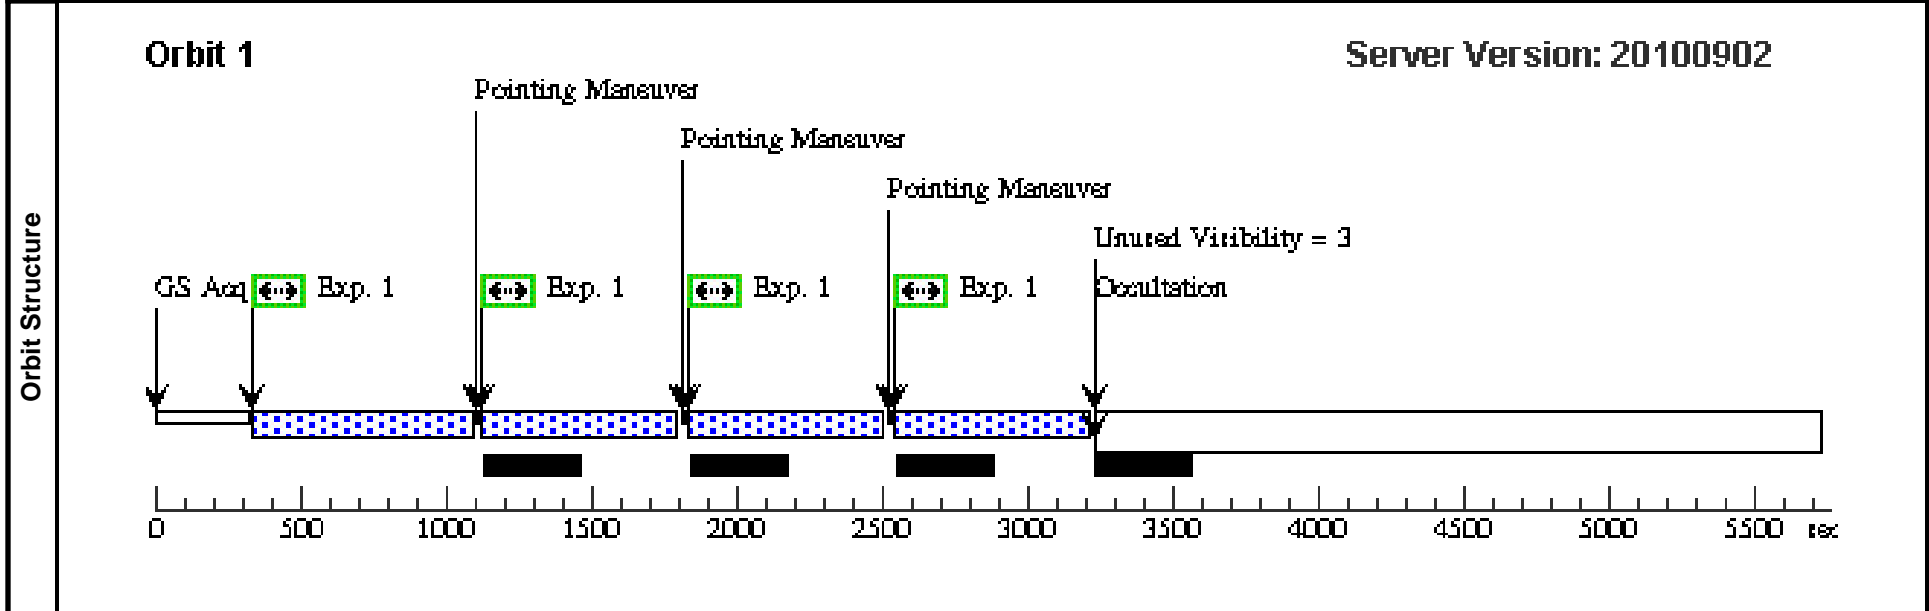 Orbit Structure
Orbit 1
Server Version: 20100902
Pointing Maneuver
Pointing Maneuver
Pointing Maneuver
Unused Visibility = 3
GS Acq
Exp. 1
Exp. 1
Exp. 1
Exp. 1
Occultation
0 500 1000 1500 2000 2500 3000 3500 4000 4500 5000 5500 sec